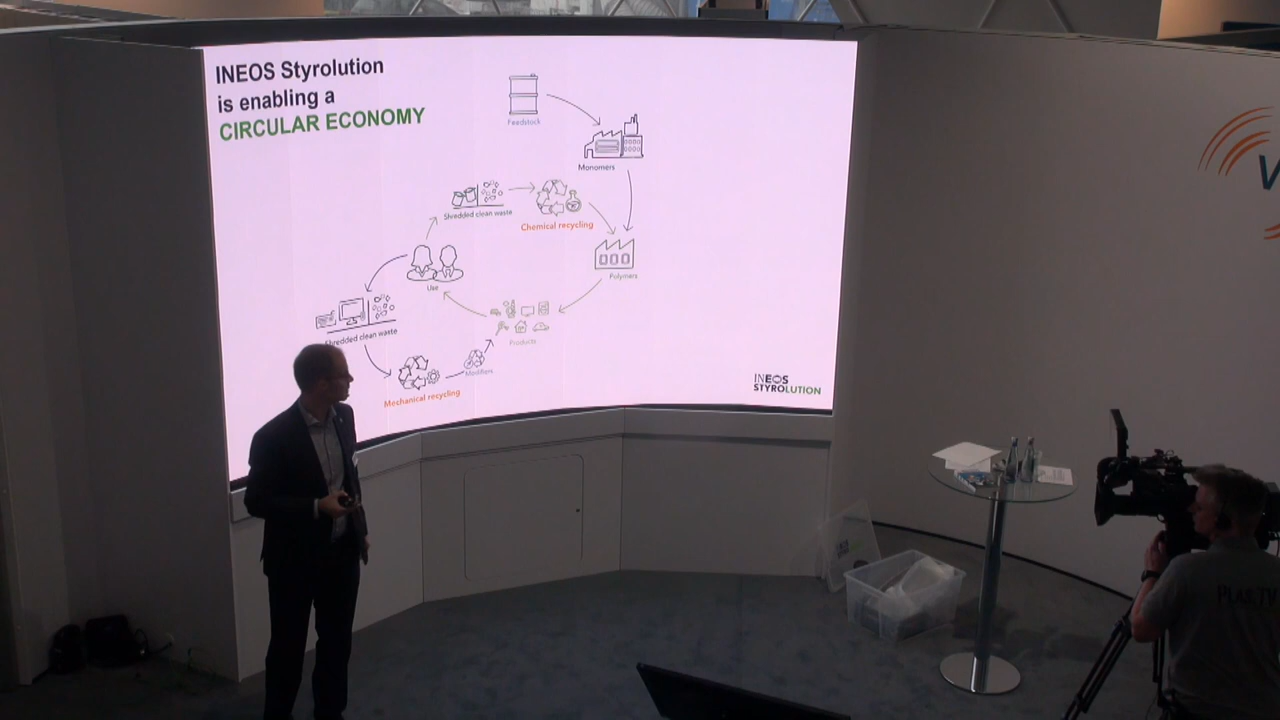 INEOS Styrolution
is enabling a
CIRCULAR ECONOMY
Feedstock
Monomers
Shredded clean waste
Chemical recycling
Polymers
Use
Shredded clean waste
Products
Modifiers
Mechanical recycling
INEOS
STYROLUTION